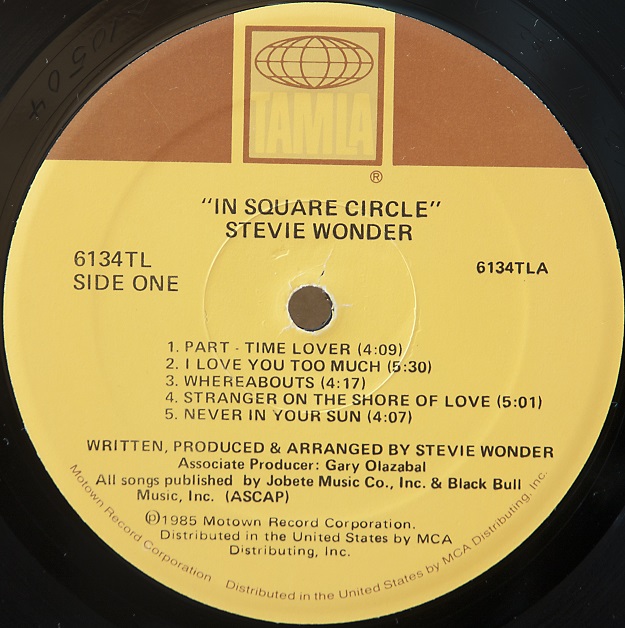 TAMLA
®
"IN SQUARE CIRCLE"
STEVIE WONDER
6134TL
SIDE ONE
6134TLA
1. PART - TIME LOVER (4:09)
2. I LOVE YOU TOO MUCH (5:30)
3. WHEREABOUTS (4:17)
4. STRANGER ON THE SHORE OF LOVE (5:01)
5. NEVER IN YOUR SUN (4:07)
WRITTEN, PRODUCED & ARRANGED BY STEVIE WONDER
Associate Producer: Gary Olazabal
All songs published by Jobete Music Co., Inc. & Black Bull
Music, Inc. (ASCAP)
℗1985 Motown Record Corporation.
Distributed in the United States by MCA
Distributing, Inc.
Motown Record Corporation Distributed in the United States by MCA Distributing, Inc.